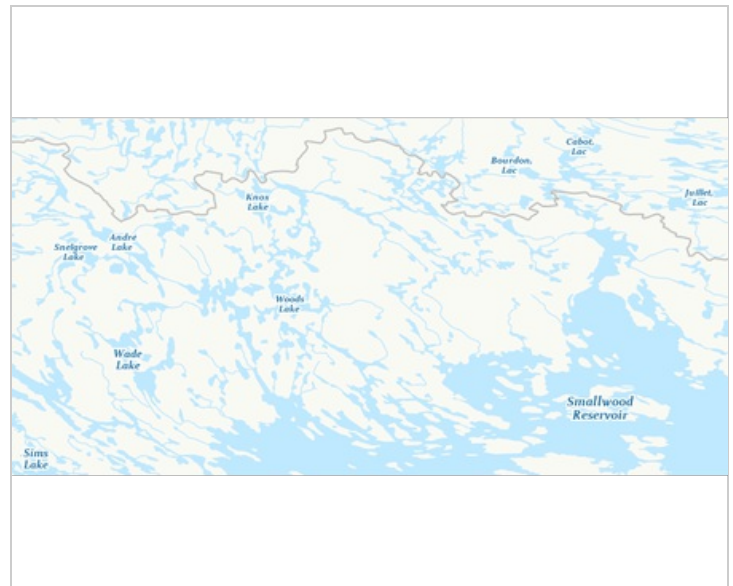 Cabot,
Lac
Bourdon,
Lac
Juillet,
Lac
Knox
Lake
André
Lake
Snelgrove
Lake
Woods
Lake
Wade
Lake
Smallwood
Reservoir
Sims
Lake